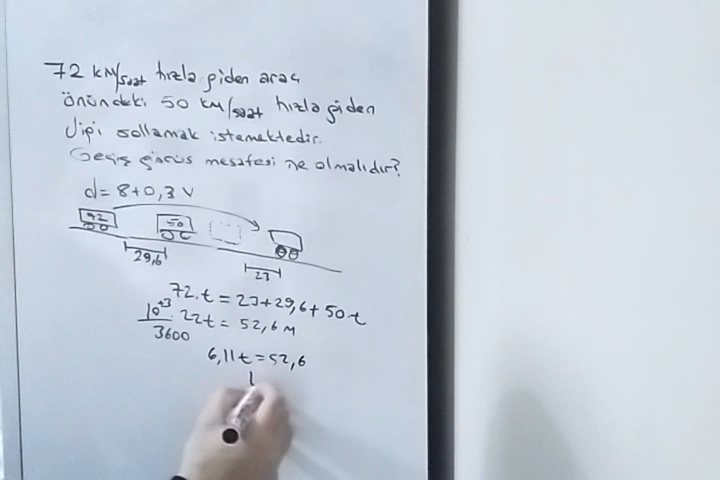 72 KM/saat hızla giden araç
önündeki 50 KM/saat hızla giden
Jipi sollamak istemektedir.
Geçiş görüş mesafesi ne olmalıdır?
d = 8+0,3 V
72
50
29,6
23
72.t = 23+29,6+50.t
10^+3/3600 . 22t = 52,6 M
6,11t = 52,6